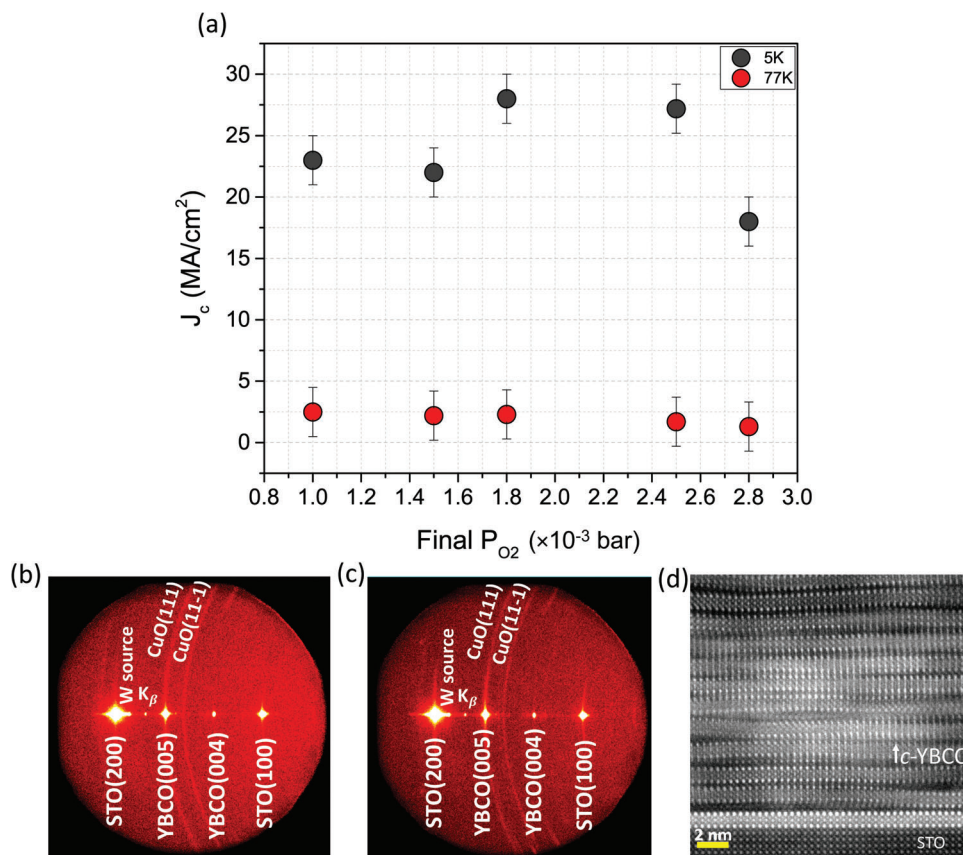 (a)
5K
77K
30
25
20
15
10
5
0
J_c (MA/cm²)
0.8 1.0 1.2 1.4 1.6 1.8 2.0 2.2 2.4 2.6 2.8 3.0
Final P_O2 (×10⁻³ bar)
(b)
CuO(111)
CuO(11-1)
W source
K_β
STO(200)
YBCO(005)
YBCO(004)
STO(100)
(c)
CuO(111)
CuO(11-1)
W source
K_β
STO(200)
YBCO(005)
YBCO(004)
STO(100)
(d)
c-YBCO
2 nm
STO